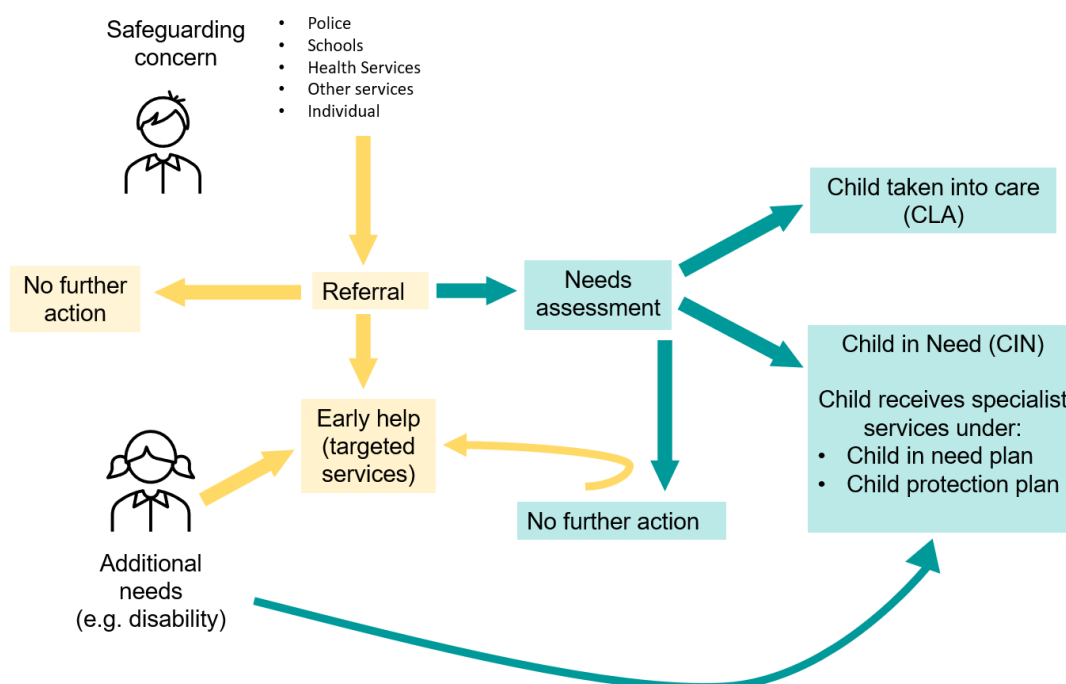 Safeguarding
concern
• Police
• Schools
• Health Services
• Other services
• Individual
Child taken into care
(CLA)
No further
action
Referral
Needs
assessment
Child in Need (CIN)
Child receives specialist
services under:
• Child in need plan
• Child protection plan
Early help
(targeted
services)
No further action
Additional
needs
(e.g. disability)